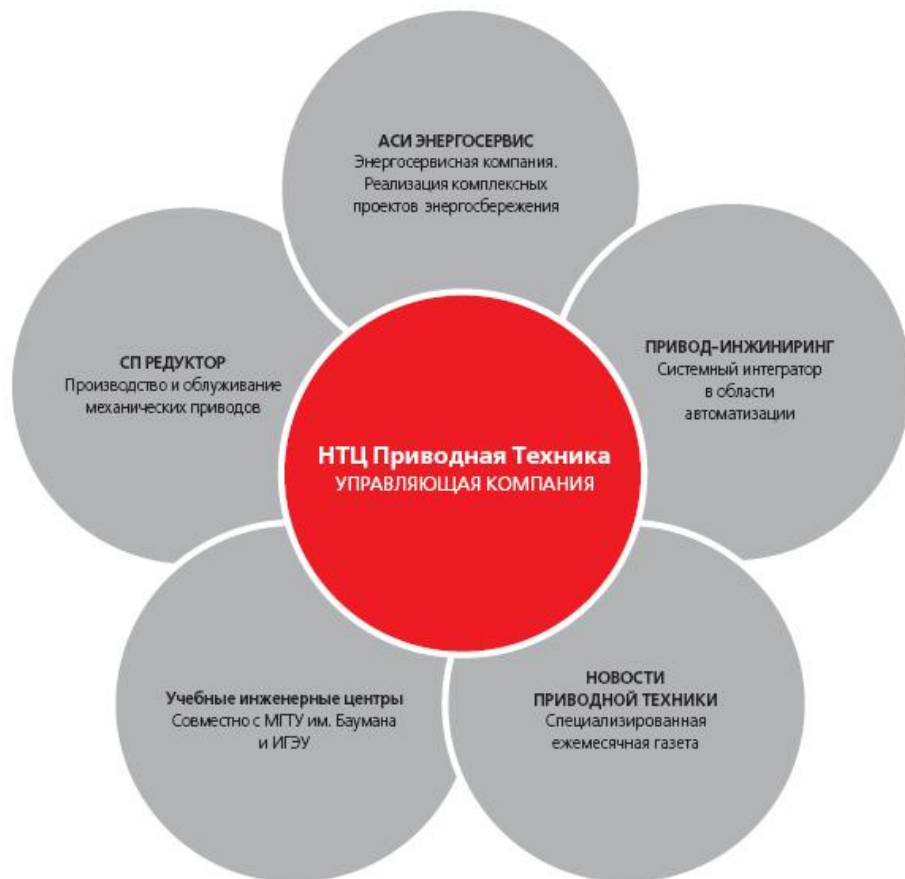 АСИ ЭНЕРГОСЕРВИС
Энергосервисная компания.
Реализация комплексных
проектов энергосбережения
СП РЕДУКТОР
Производство и облуживание
механических приводов
ПРИВОД-ИНЖИНИРИНГ
Системный интегратор
в области
автоматизации
НТЦ Приводная Техника
УПРАВЛЯЮЩАЯ КОМПАНИЯ
Учебные инженерные центры
Совместно с МГТУ им. Баумана
и ИГЭУ
НОВОСТИ
ПРИВОДНОЙ ТЕХНИКИ
Специализированная
ежемесячная газета